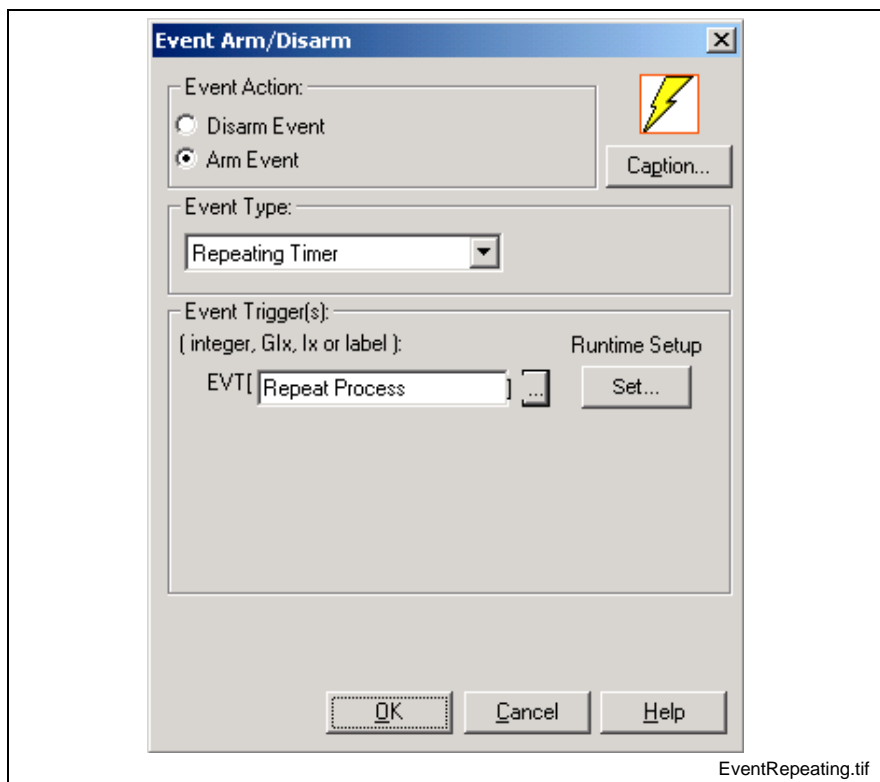 Event Arm/Disarm
Event Action:
Disarm Event
Arm Event
Caption...
Event Type:
Repeating Timer
Event Trigger(s):
( integer, GIx, Ix or label ):
Runtime Setup
EVT[ Repeat Process ] ... Set...
OK Cancel Help
EventRepeating.tif